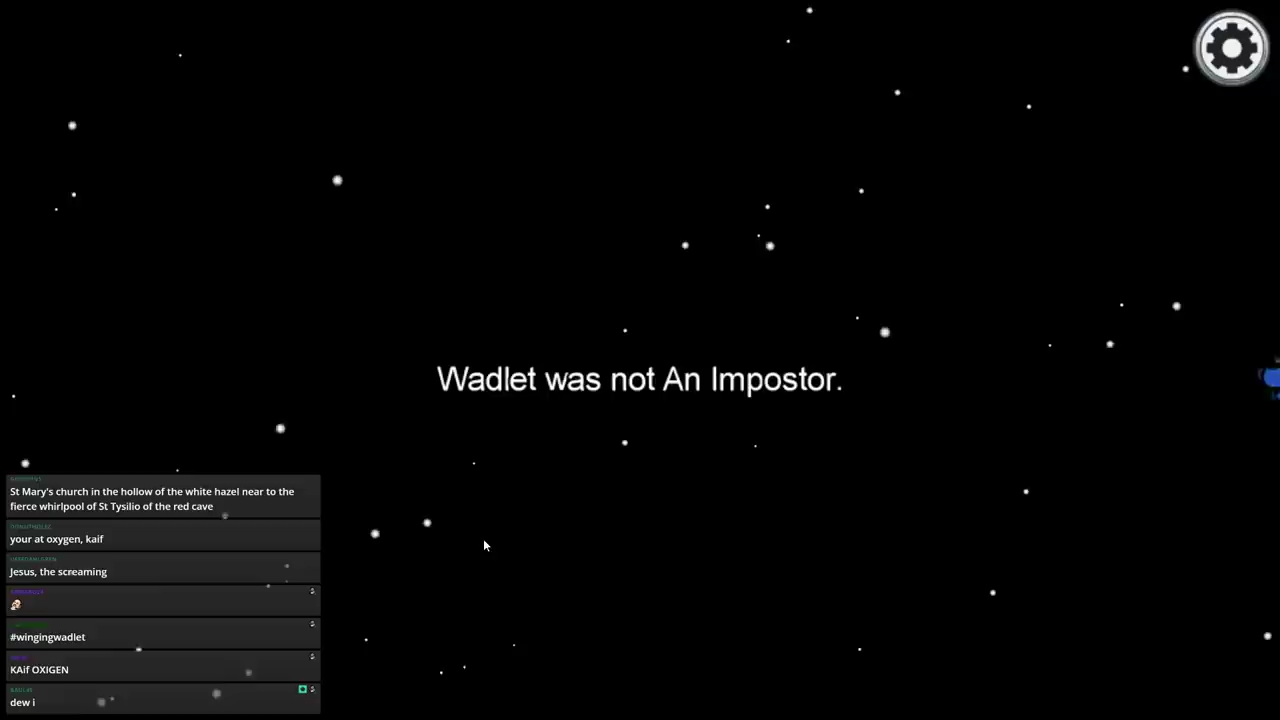 Wadlet was not An Impostor.
St Mary's church in the hollow of the white hazel near to the
fierce whirlpool of St Tysilio of the red cave
your at oxygen, kaif
Jesus, the screaming
#wingingwadlet
KAif OXIGEN
dew i